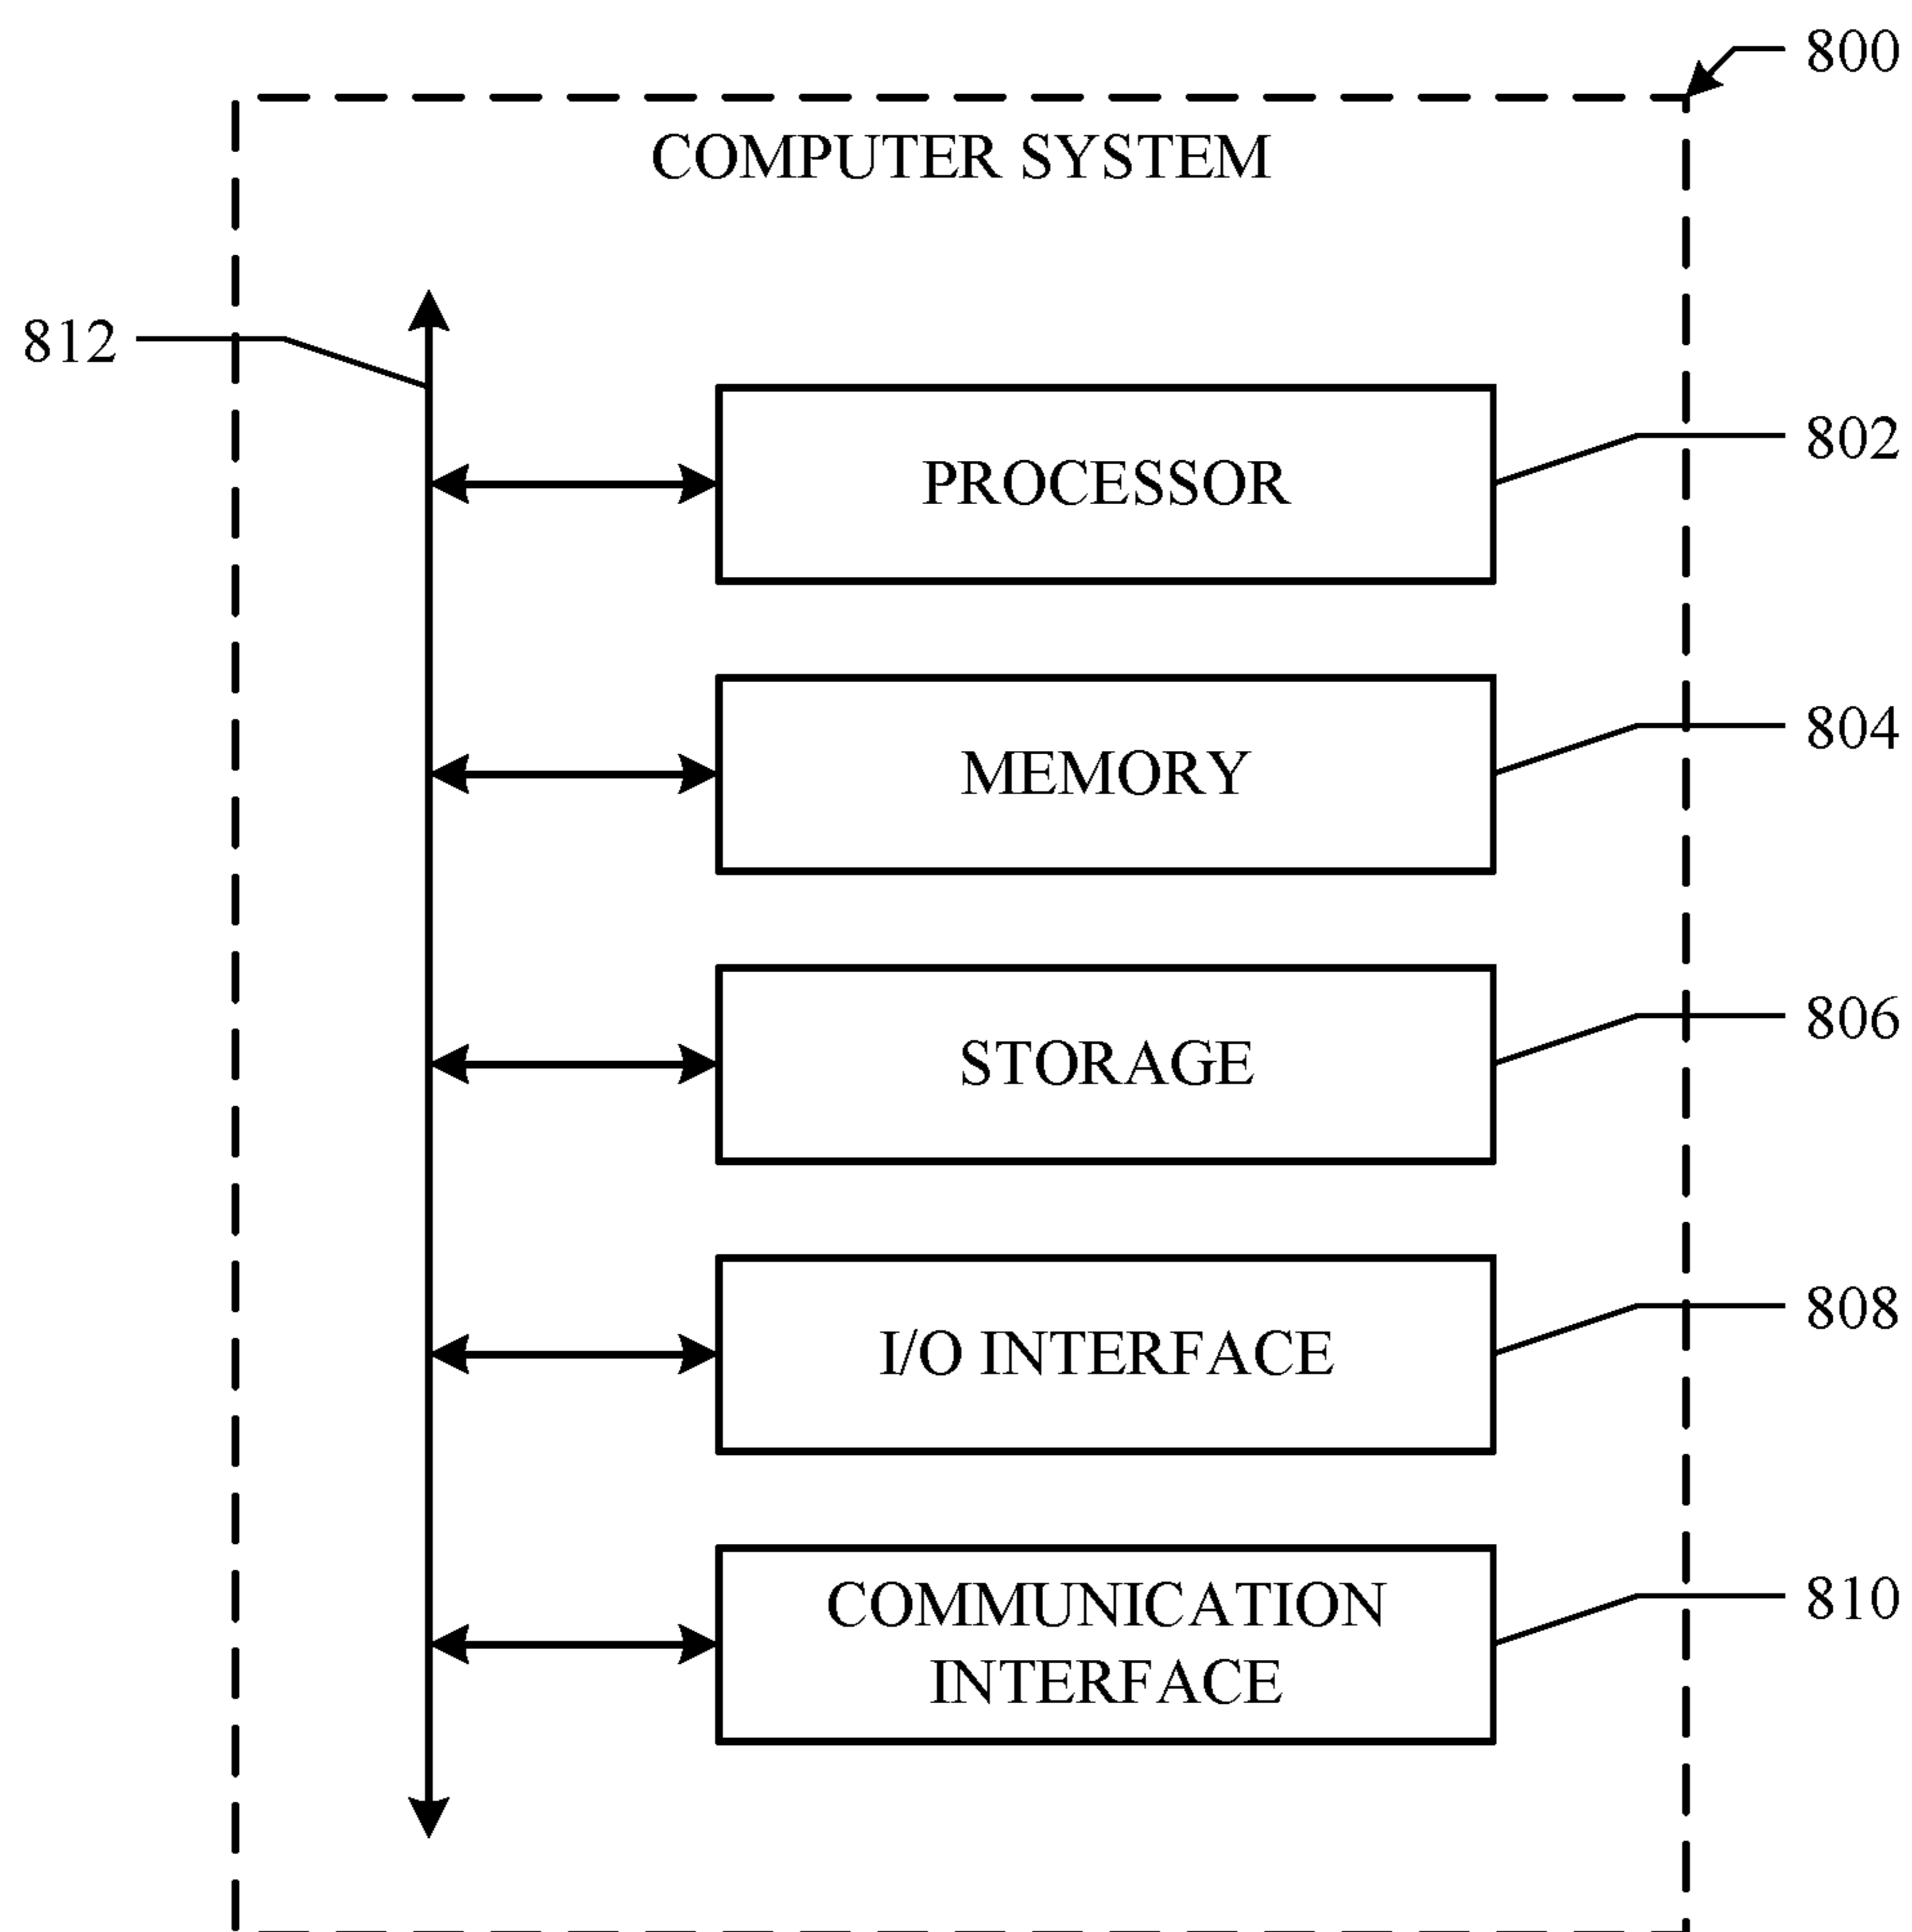 800
COMPUTER SYSTEM
812
802
PROCESSOR
804
MEMORY
806
STORAGE
808
I/O INTERFACE
810
COMMUNICATION
INTERFACE